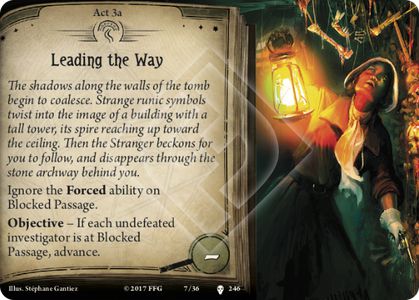 Act 3a
Leading the Way
The shadows along the walls of the tomb
begin to coalesce. Strange runic symbols
twist into the image of a building with a
tall tower, its spire reaching up toward
the ceiling. Then the Stranger beckons for
you to follow, and disappears through the
stone archway behind you.
Ignore the Forced ability on
Blocked Passage.
Objective – If each undefeated
investigator is at Blocked
Passage, advance.
–
Illus. Stéphane Gantiez
© 2017 FFG
7/36
246